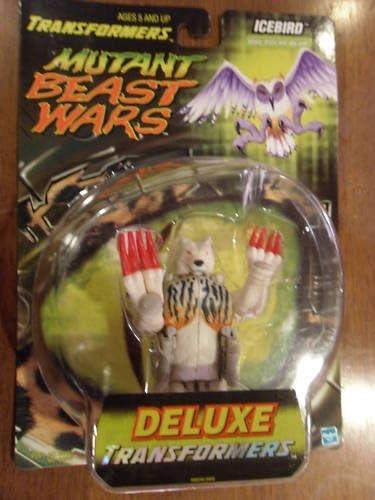 AGES 5 AND UP
TRANSFORMERS
ICEBIRD
MUTANT
BEAST
WARS
DELUXE
TRANSFORMERS